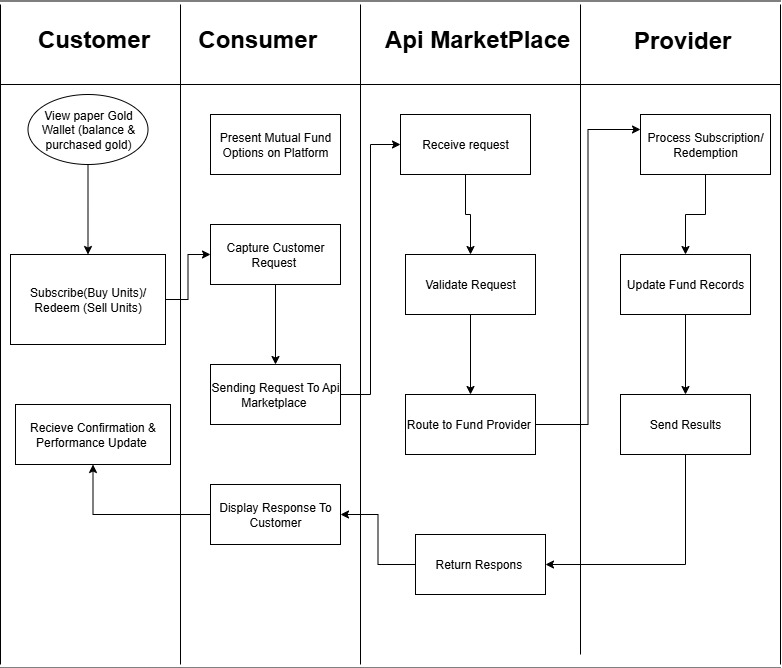 Customer
Consumer
Api MarketPlace
Provider
View paper Gold
Wallet (balance &
purchased gold)
Subscribe(Buy Units)/
Redeem (Sell Units)
Recieve Confirmation &
Performance Update
Present Mutual Fund
Options on Platform
Capture Customer
Request
Sending Request To Api
Marketplace
Display Response To
Customer
Receive request
Validate Request
Route to Fund Provider
Return Respons
Process Subscription/
Redemption
Update Fund Records
Send Results